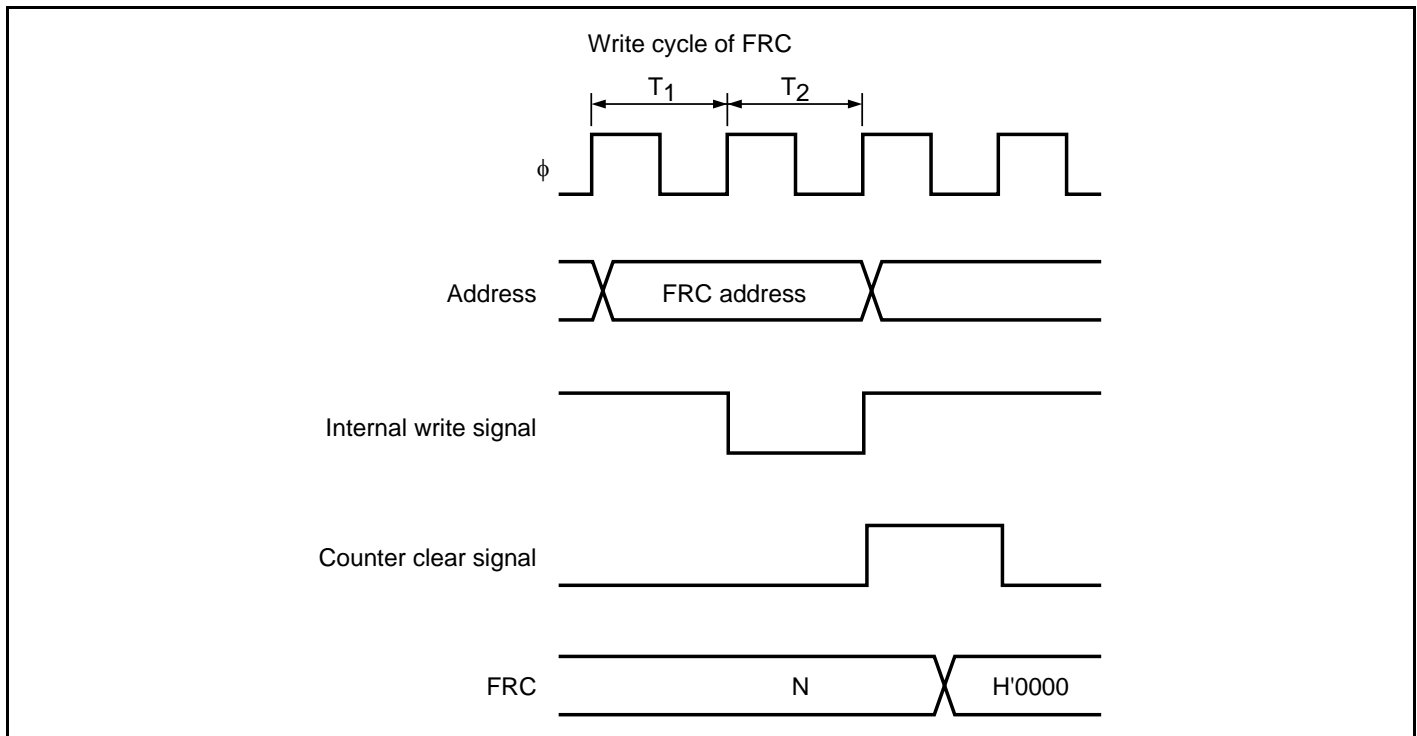 Write cycle of FRC
T1 T2
ϕ
Address FRC address
Internal write signal
Counter clear signal
FRC N H'0000